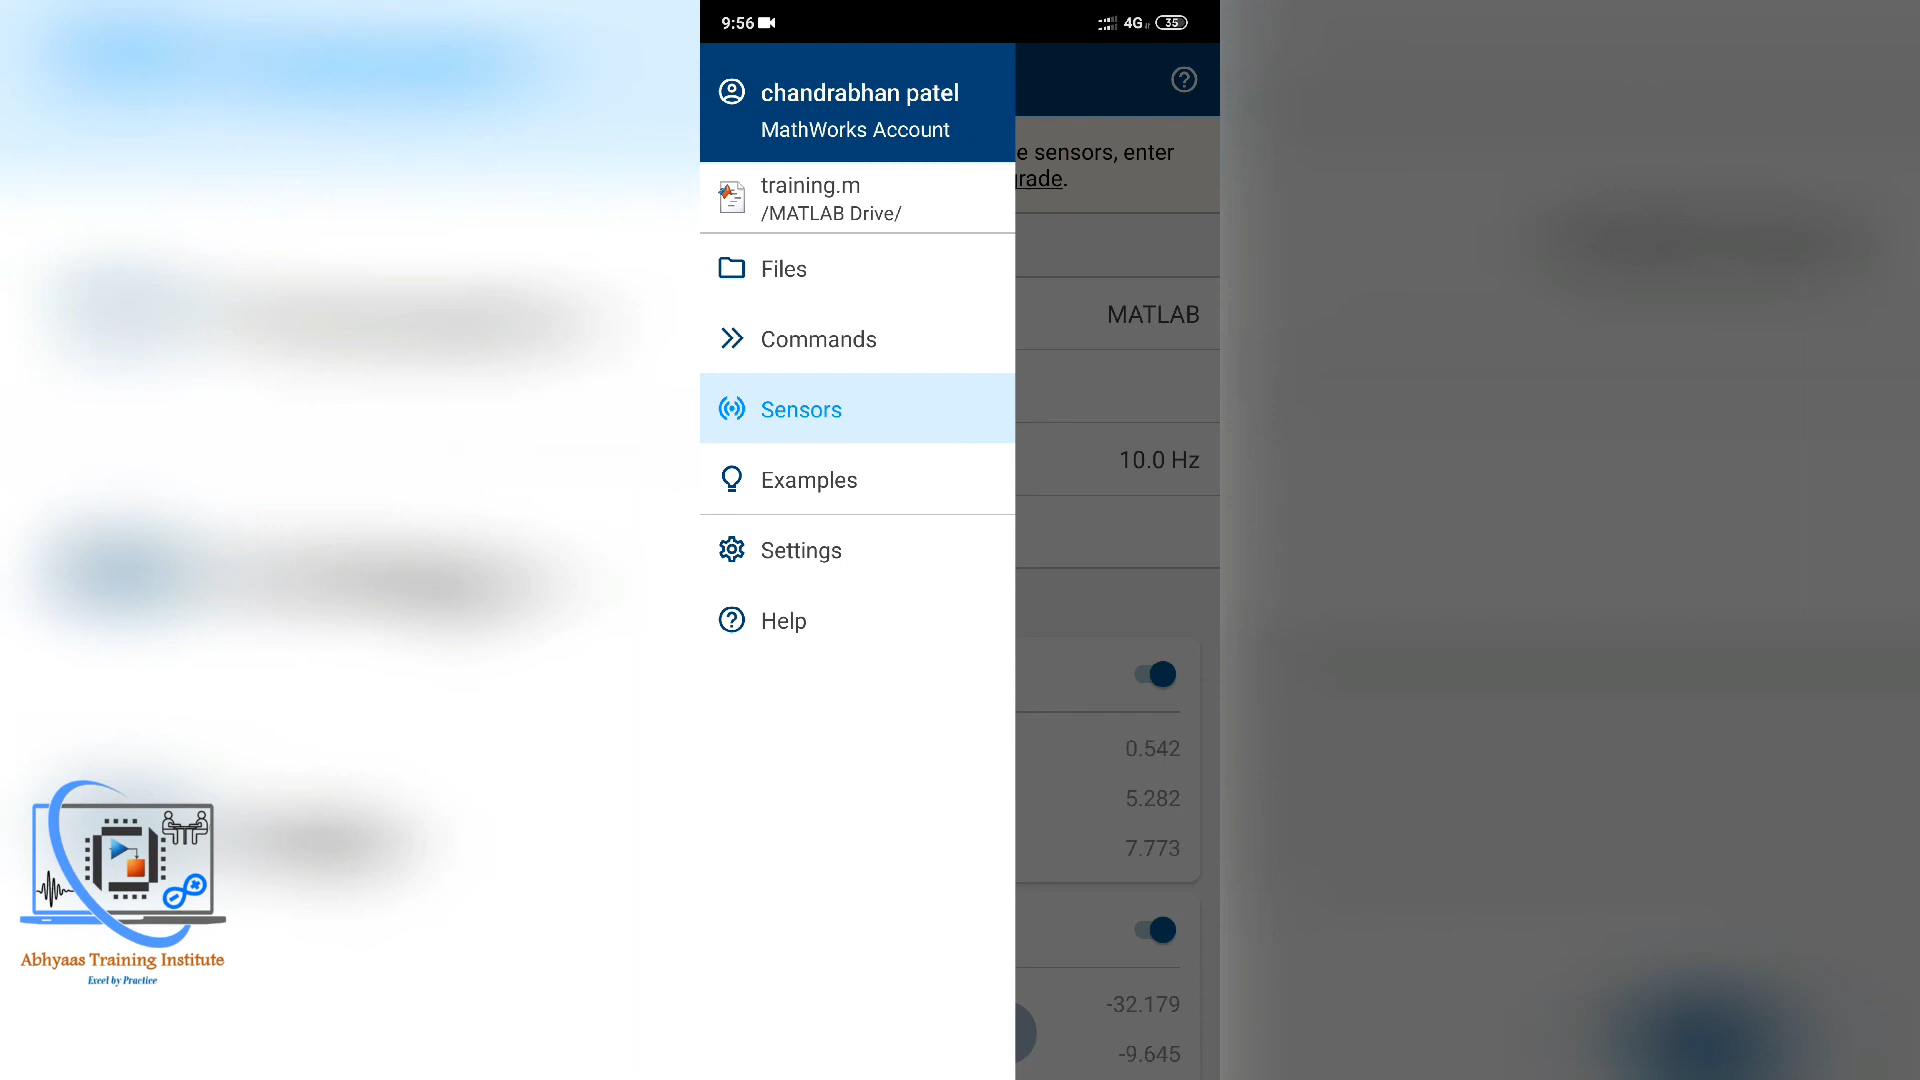 9:56
4G
35
chandrabhan patel
MathWorks Account
e sensors, enter
grade.
training.m
/MATLAB Drive/
Files
MATLAB
Commands
Sensors
10.0 Hz
Examples
Settings
Help
0.542
5.282
7.773
-32.179
-9.645
Abhyaas Training Institute
Excel by Practice